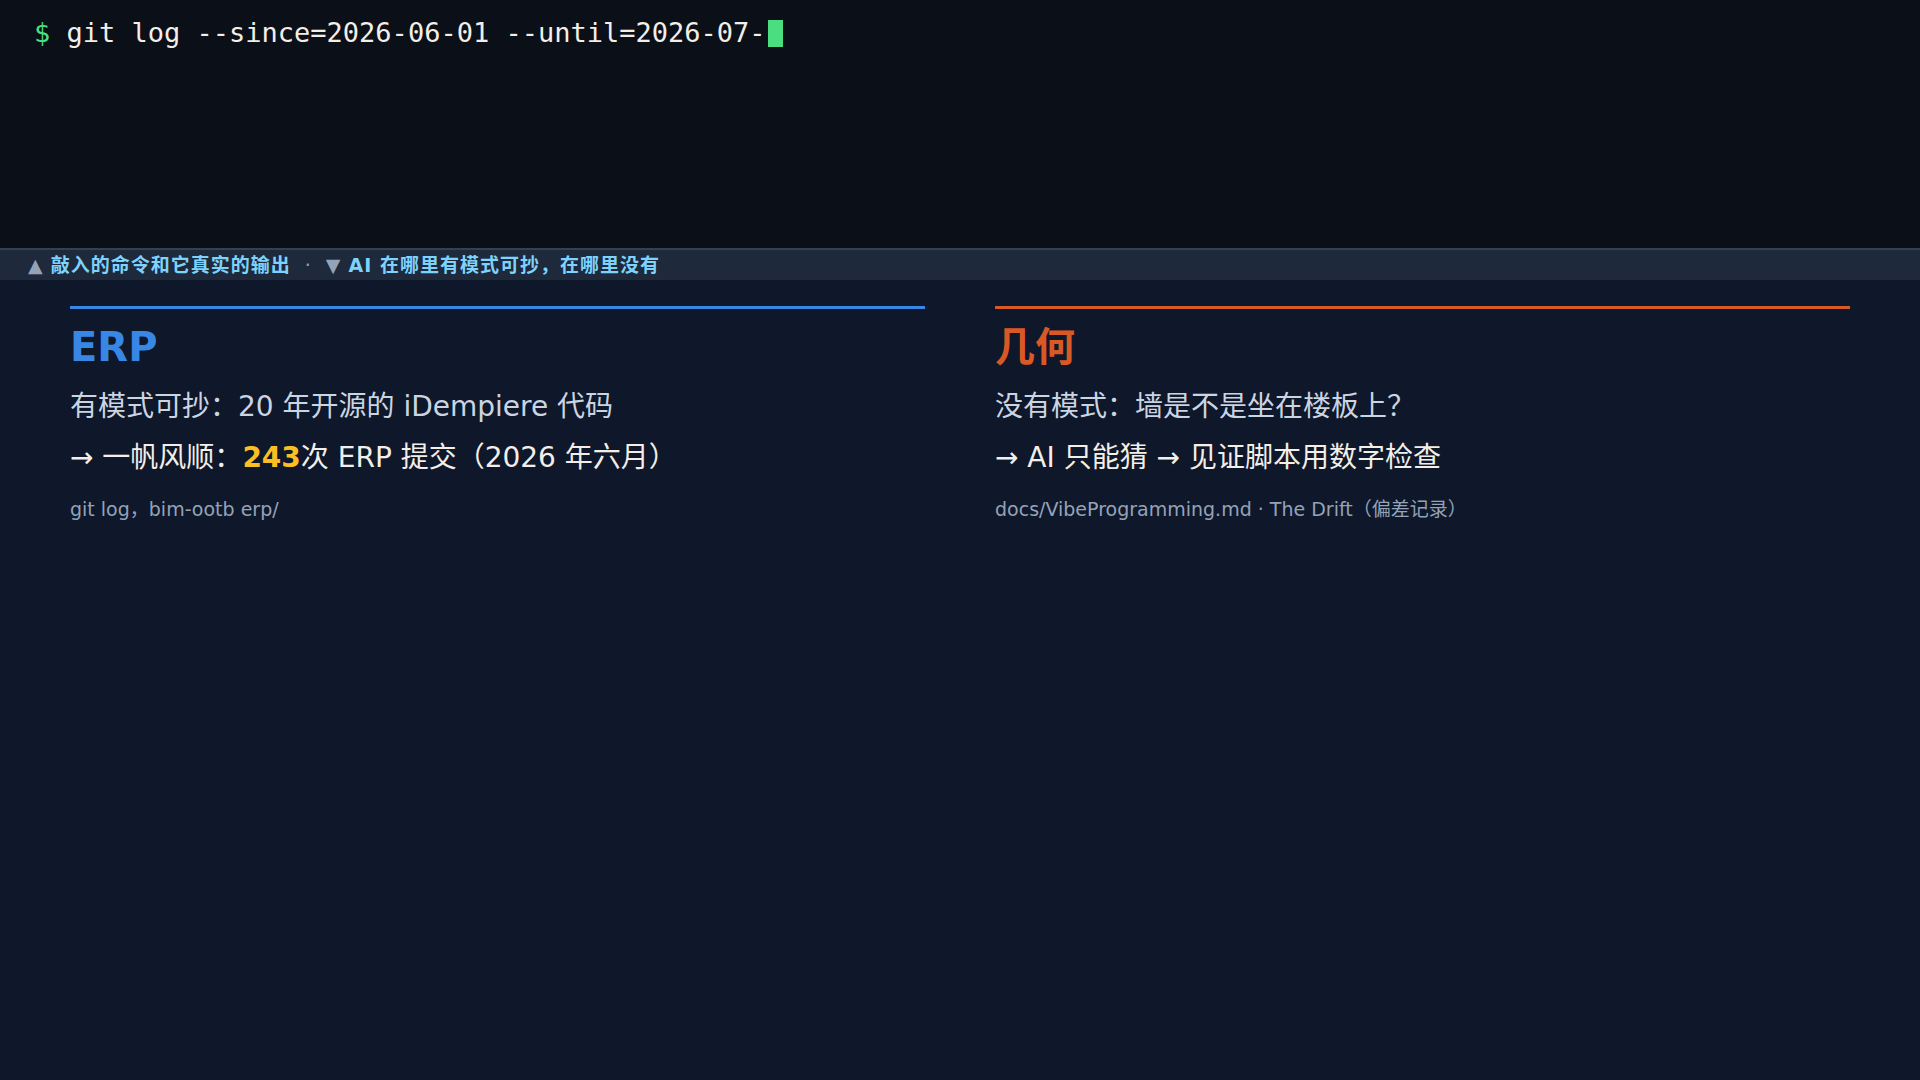 $ git log --since=2026-06-01 --until=2026-07-
▲ 敲入的命令和它真实的输出 · ▼ AI 在哪里有模式可抄，在哪里没有
ERP
有模式可抄：20 年开源的 iDempiere 代码
→ 一帆风顺：243次 ERP 提交（2026 年六月）
git log，bim-ootb erp/
几何
没有模式：墙是不是坐在楼板上？
→ AI 只能猜 → 见证脚本用数字检查
docs/VibeProgramming.md · The Drift（偏差记录）